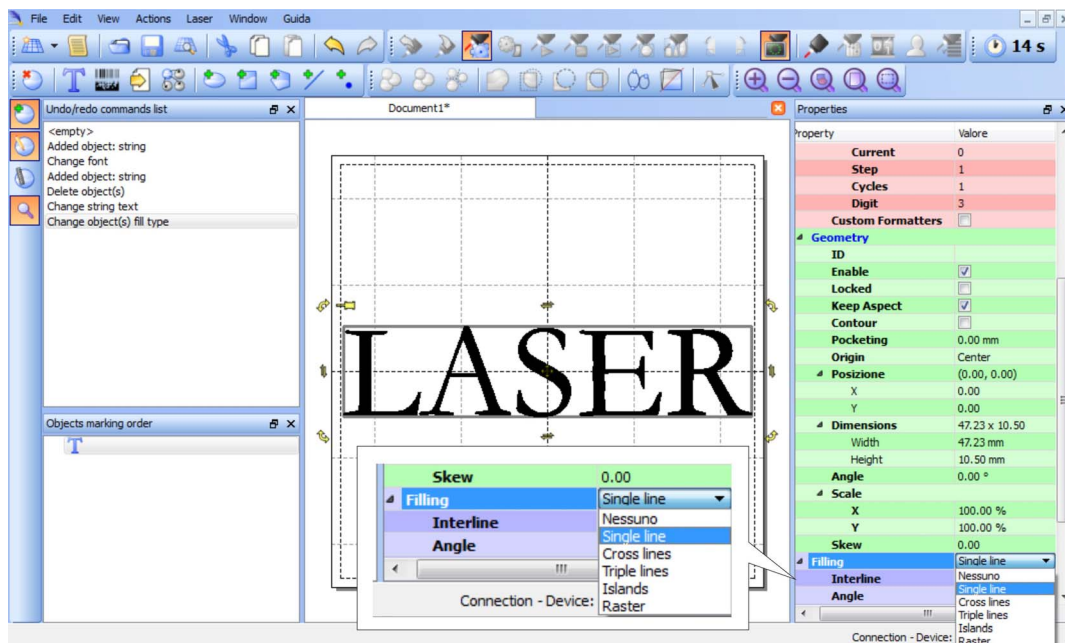 File Edit View Actions Laser Window Guida
14 s
Undo/redo commands list
<empty>
Added object: string
Change font
Added object: string
Delete object(s)
Change string text
Change object(s) fill type
Objects marking order
T
Document1*
LASER
Skew 0.00
Filling Single line
Interline Nessuno
Single line
Angle Cross lines
Triple lines
Islands
Connection - Device: Raster
Properties
Property Valore
Current 0
Step 1
Cycles 1
Digit 3
Custom Formatters
Geometry
ID
Enable
Locked
Keep Aspect
Contour
Pocketing 0.00 mm
Origin Center
Posizione (0.00, 0.00)
X 0.00
Y 0.00
Dimensions 47.23 x 10.50
Width 47.23 mm
Height 10.50 mm
Angle 0.00 °
Scale
X 100.00 %
Y 100.00 %
Skew 0.00
Filling Single line
Interline Nessuno
Single line
Angle Cross lines
Triple lines
Islands
Connection - Device: Raster